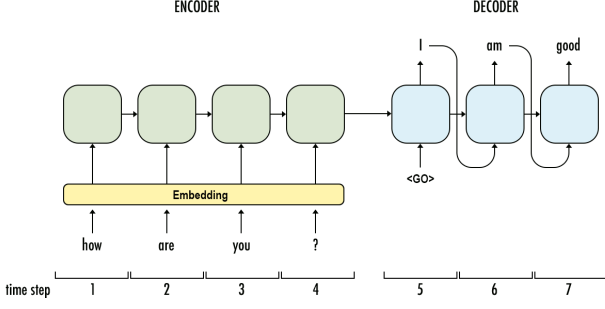 ENCODER DECODER
I am good
<GO>
Embedding
how are you ?
time step 1 2 3 4 5 6 7